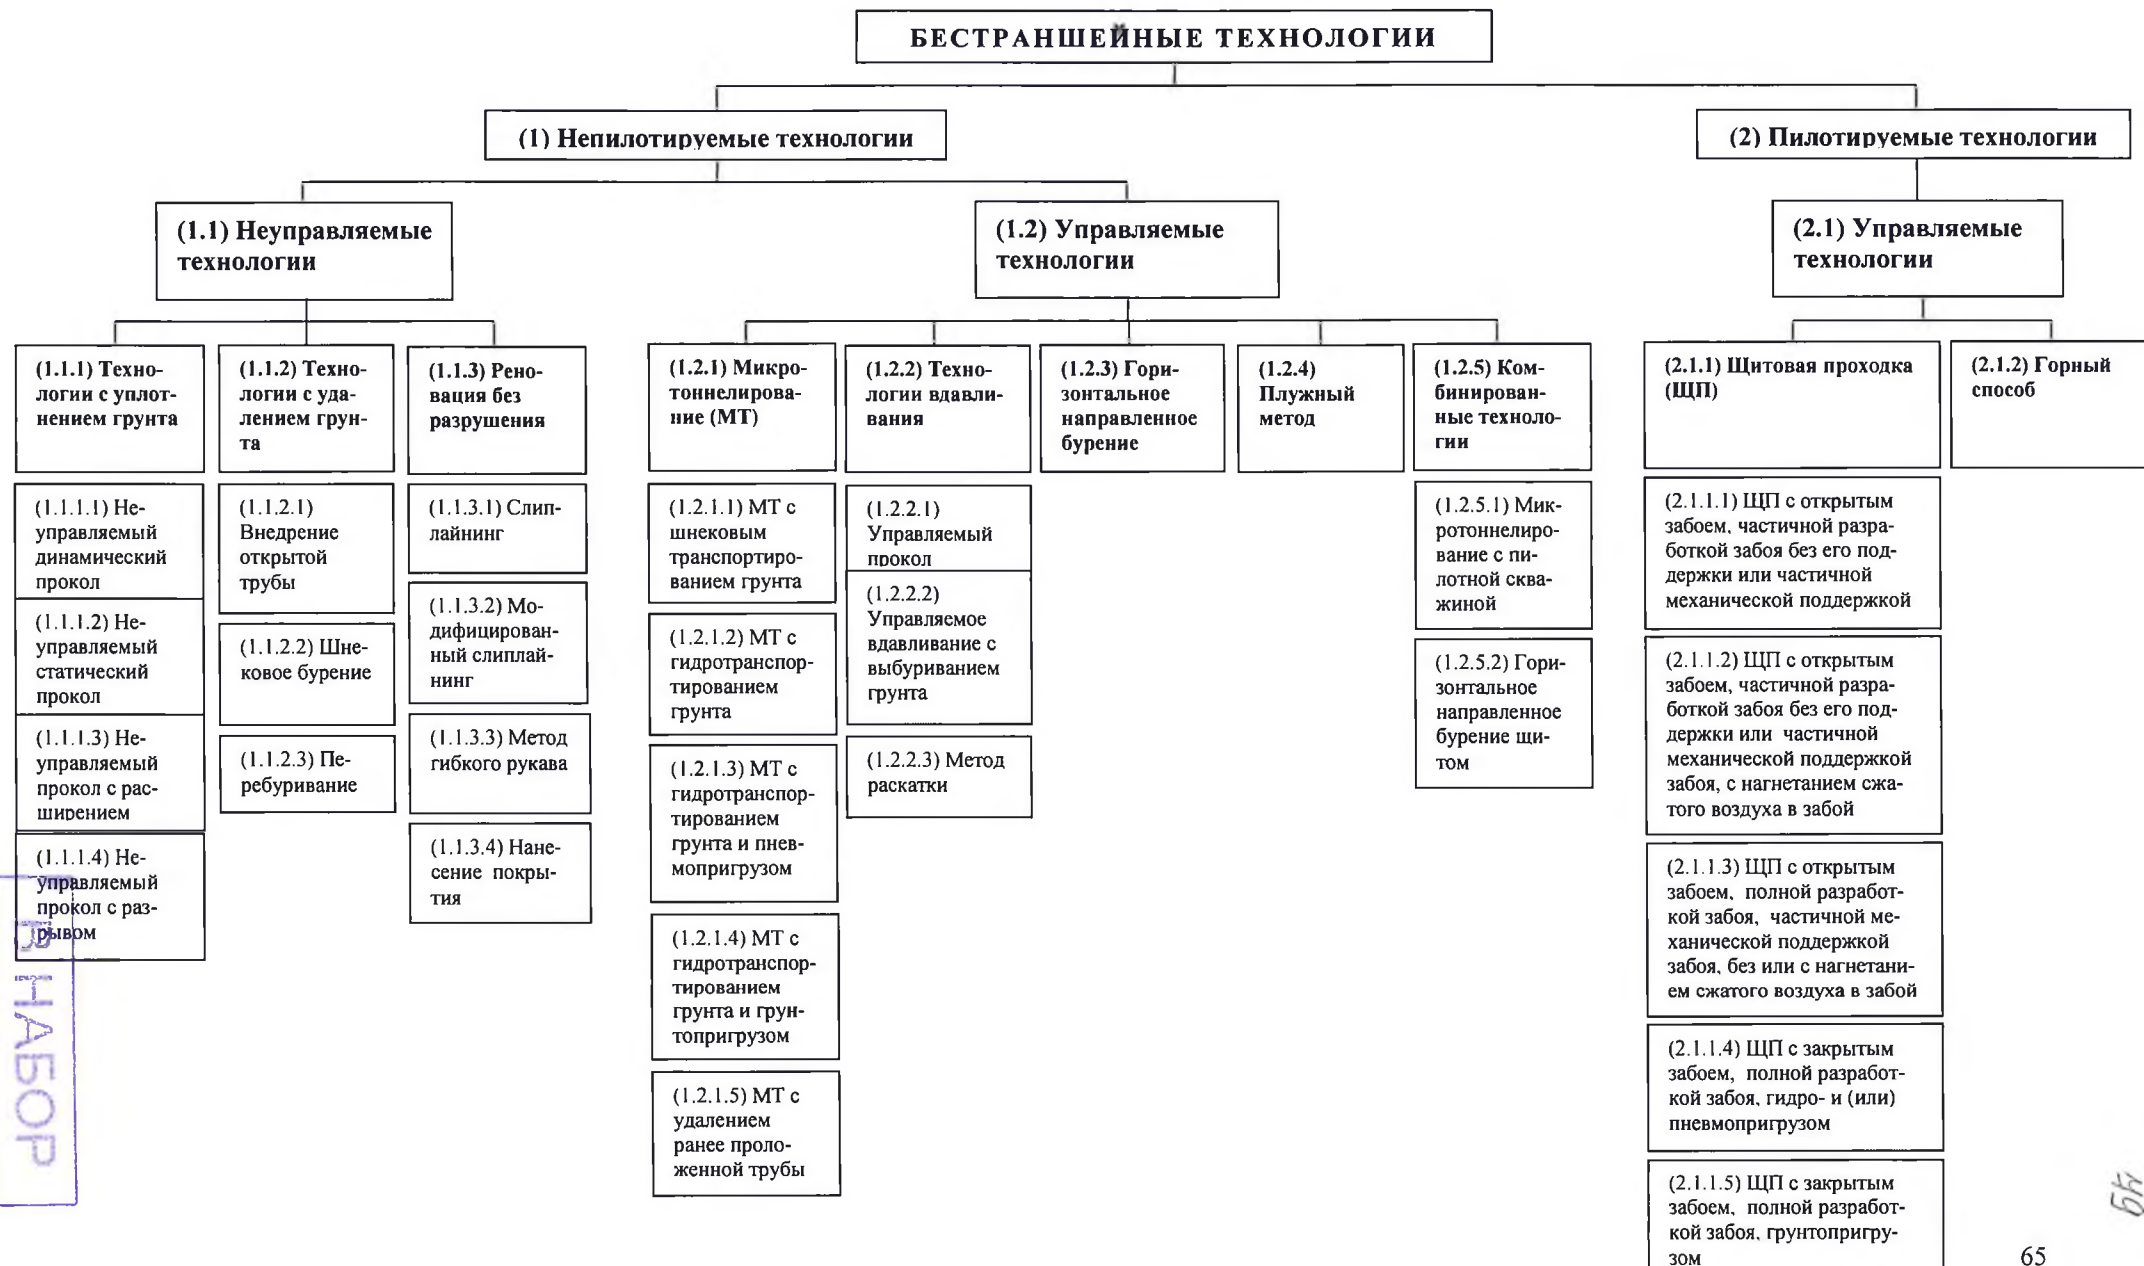 БЕСТРАНШЕЙНЫЕ ТЕХНОЛОГИИ
(1) Непилотируемые технологии
(2) Пилотируемые технологии
(1.1) Неуправляемые
технологии
(1.2) Управляемые
технологии
(2.1) Управляемые
технологии
(1.1.1) Техно-
логии с уплот-
нением грунта
(1.1.2) Техно-
логии с уда-
лением грун-
та
(1.1.3) Рено-
вация без
разрушения
(1.2.1) Микро-
тоннелирова-
ние (МТ)
(1.2.2) Техно-
логии вдавли-
вания
(1.2.3) Гори-
зонтальное
направленное
бурение
(1.2.4)
Плужный
метод
(1.2.5) Ком-
бинирован-
ные техноло-
гии
(2.1.1) Щитовая проходка
(ЩП)
(2.1.2) Горный
способ
(1.1.1.1) Не-
управляемый
динамический
прокол
(1.1.1.2) Не-
управляемый
статический
прокол
(1.1.1.3) Не-
управляемый
прокол с рас-
ширением
(1.1.1.4) Не-
управляемый
прокол с раз-
рывом
(1.1.2.1)
Внедрение
открытой
трубы
(1.1.2.2) Шне-
ковое бурение
(1.1.2.3) Пе-
ребуривание
(1.1.3.1) Слип-
лайнинг
(1.1.3.2) Мо-
дифицирован-
ный слиплай-
нинг
(1.1.3.3) Метод
гибкого рукава
(1.1.3.4) Нане-
сение покры-
тия
(1.2.1.1) МТ с
шнековым
транспортиро-
ванием грунта
(1.2.1.2) МТ с
гидротранспор-
тированием
грунта
(1.2.1.3) МТ с
гидротранспор-
тированием
грунта и пнев-
мопригрузом
(1.2.1.4) МТ с
гидротранспор-
тированием
грунта и грун-
топригрузом
(1.2.1.5) МТ с
удалением
ранее проло-
женной трубы
(1.2.2.1)
Управляемый
прокол
(1.2.2.2)
Управляемое
вдавливание с
выбуриванием
грунта
(1.2.2.3) Метод
раскатки
(1.2.5.1) Мик-
ротоннелиро-
вание с пи-
лотной сква-
жиной
(1.2.5.2) Гори-
зонтальное
направленное
бурение щи-
том
(2.1.1.1) ЩП с открытым
забоем, частичной разра-
боткой забоя без его под-
держки или частичной
механической поддержкой
(2.1.1.2) ЩП с открытым
забоем, частичной разра-
боткой забоя без его под-
держки или частичной
механической поддержкой
забоя, с нагнетанием сжа-
того воздуха в забой
(2.1.1.3) ЩП с открытым
забоем, полной разработ-
кой забоя, частичной ме-
ханической поддержкой
забоя, без или с нагнетани-
ем сжатого воздуха в забой
(2.1.1.4) ЩП с закрытым
забоем, полной разработ-
кой забоя, гидро- и (или)
пневмопригрузом
(2.1.1.5) ЩП с закрытым
забоем, полной разработ-
кой забоя, грунтопригру-
зом
В НАБОР
65